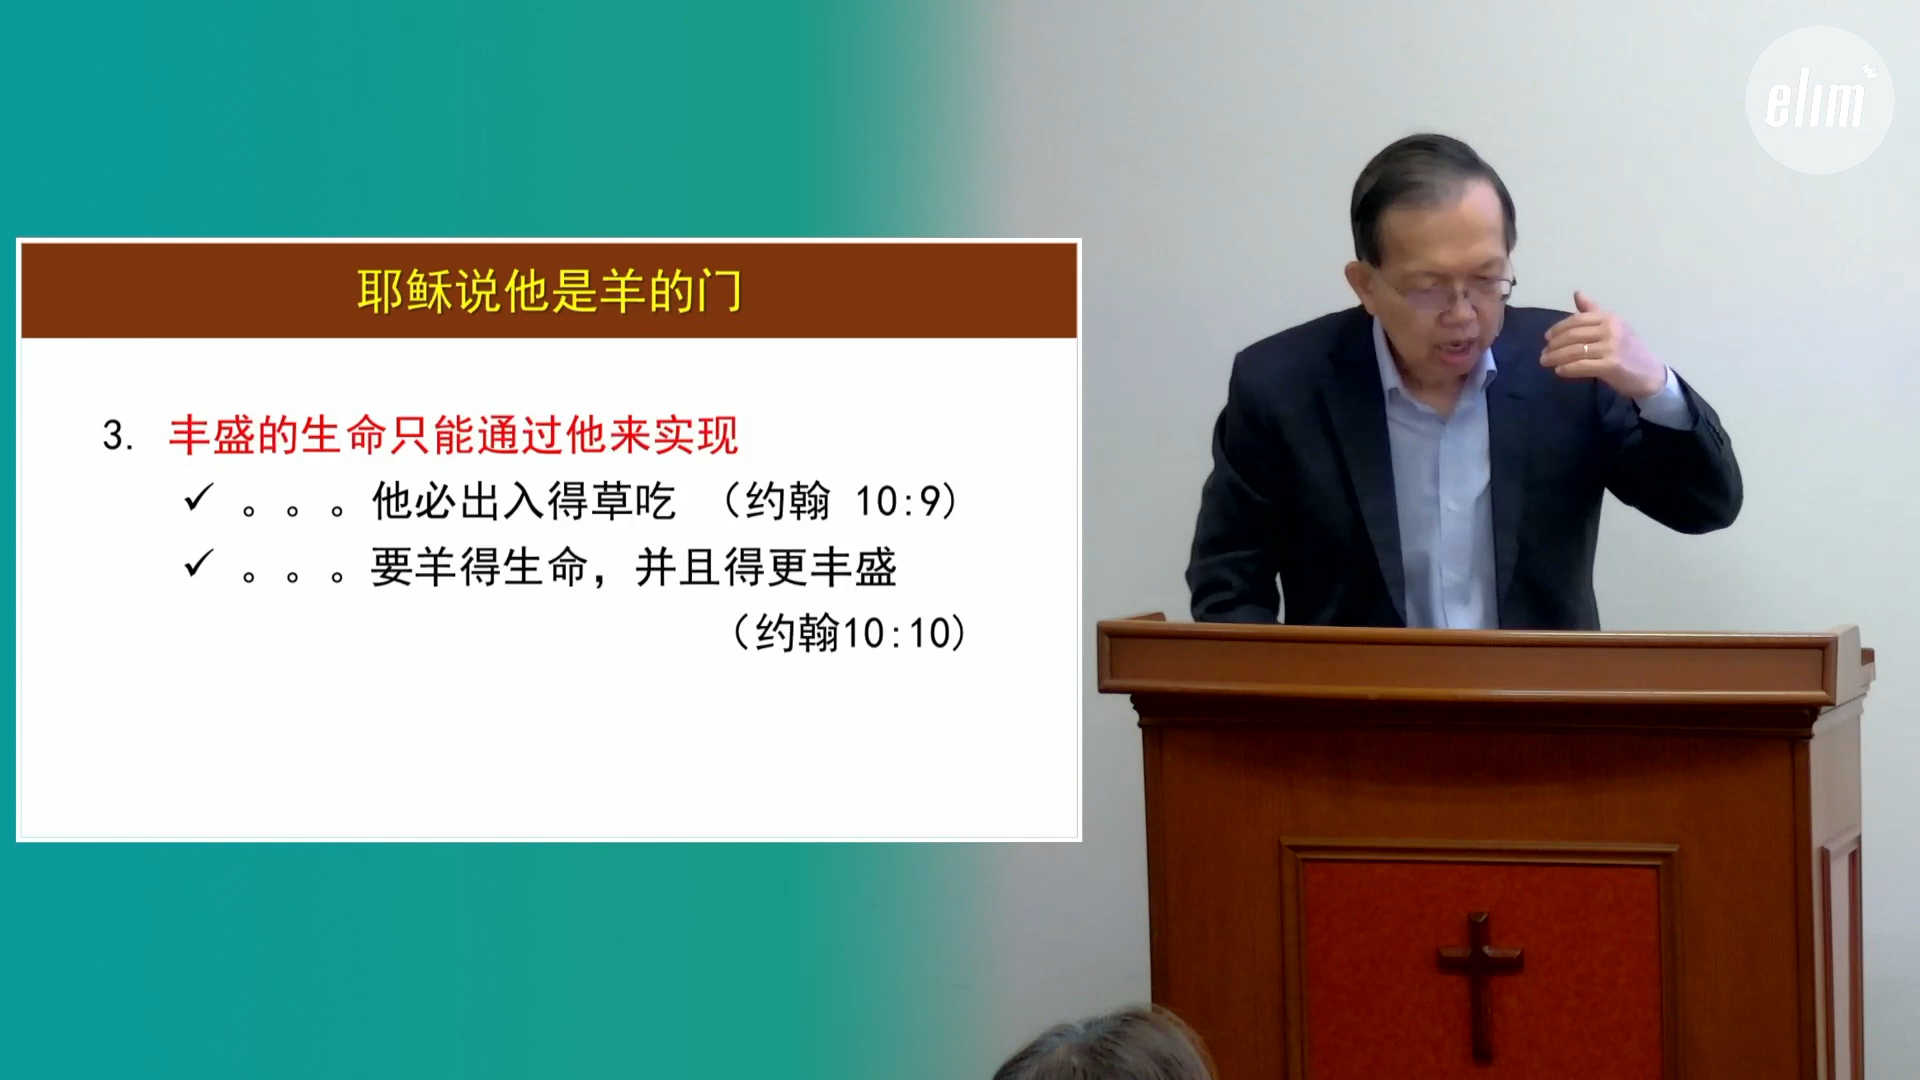 elim
耶稣说他是羊的门
3. 丰盛的生命只能通过他来实现
✓ 。。。他必出入得草吃 （约翰 10:9)
✓ 。。。要羊得生命，并且得更丰盛
（约翰10:10)